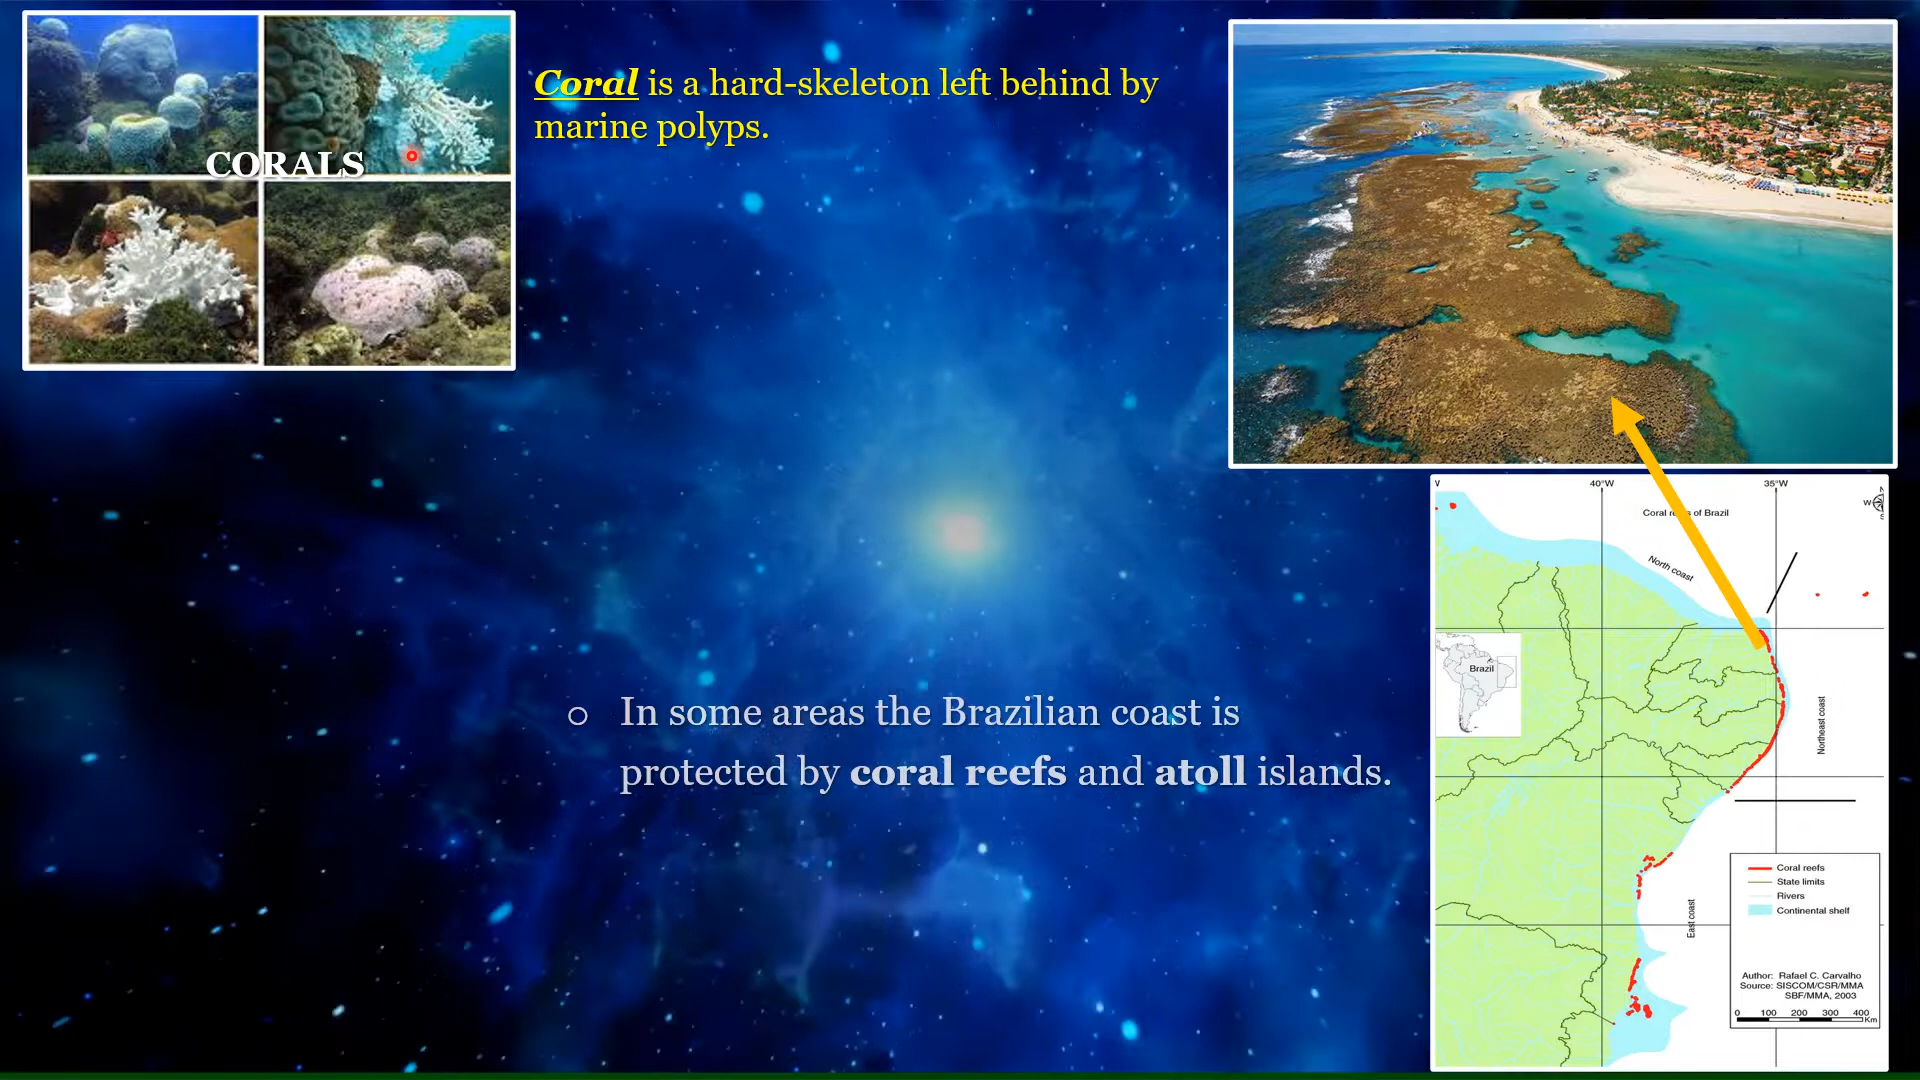 CORALS
Coral is a hard-skeleton left behind by
marine polyps.
o In some areas the Brazilian coast is
protected by coral reefs and atoll islands.
40°W 35°W
Coral of Brazil
North coast
Brazil
Northeast coast
East coast
Coral reefs
State limits
Rivers
Continental shelf
Author: Rafael C. Carvalho
Source: SISCOM/CSR/MMA
SBF/MMA, 2003
0 100 200 300 400
Km